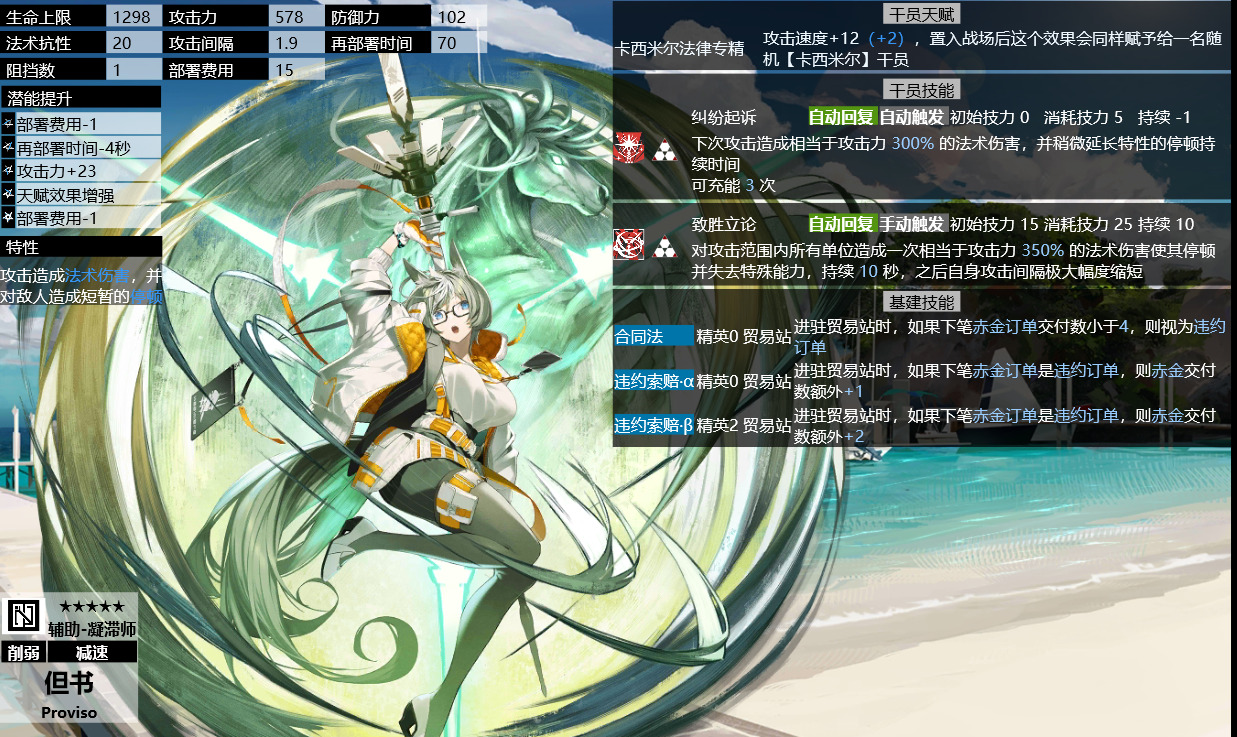 生命上限 1298 攻击力 578 防御力 102
法术抗性 20 攻击间隔 1.9 再部署时间 70
阻挡数 1 部署费用 15
潜能提升
部署费用-1
再部署时间-4秒
攻击力+23
天赋效果增强
部署费用-1
特性
攻击造成法术伤害，并
对敌人造成短暂的停顿
★★★★★
辅助-凝滞师
削弱 减速
但书
Proviso
干员天赋
卡西米尔法律专精 攻击速度+12（+2），置入战场后这个效果会同样赋予给一名随
机【卡西米尔】干员
干员技能
纠纷起诉 自动回复 自动触发 初始技力 0 消耗技力 5 持续 -1
下次攻击造成相当于攻击力 300% 的法术伤害，并稍微延长特性的停顿持
续时间
可充能 3 次
致胜立论 自动回复 手动触发 初始技力 15 消耗技力 25 持续 10
对攻击范围内所有单位造成一次相当于攻击力 350% 的法术伤害使其停顿
并失去特殊能力，持续 10 秒，之后自身攻击间隔极大幅度缩短
基建技能
合同法 精英0 贸易站 进驻贸易站时，如果下笔赤金订单交付数小于4，则视为违约
订单
违约索赔·α 精英0 贸易站 进驻贸易站时，如果下笔赤金订单是违约订单，则赤金交付
数额外+1
违约索赔·β 精英2 贸易站 进驻贸易站时，如果下笔赤金订单是违约订单，则赤金交付
数额外+2